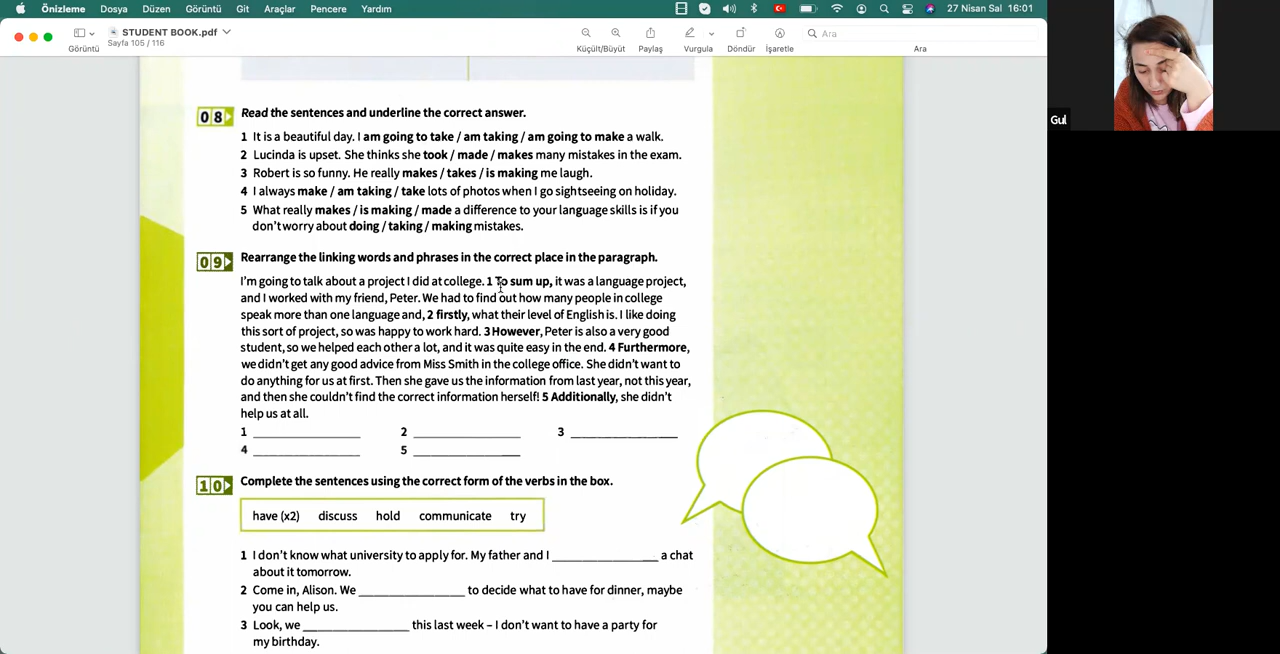 Önizleme Dosya Düzen Görüntü Git Araçlar Pencere Yardım 27 Nisan Sal 16:01
STUDENT BOOK.pdf
Sayfa 105 / 116
Ara
Görüntü Küçült/Büyüt Paylaş Vurgula Döndür İşaretle Ara
Gul
08 Read the sentences and underline the correct answer.
1 It is a beautiful day. I am going to take / am taking / am going to make a walk.
2 Lucinda is upset. She thinks she took / made / makes many mistakes in the exam.
3 Robert is so funny. He really makes / takes / is making me laugh.
4 I always make / am taking / take lots of photos when I go sightseeing on holiday.
5 What really makes / is making / made a difference to your language skills is if you
don't worry about doing / taking / making mistakes.
09 Rearrange the linking words and phrases in the correct place in the paragraph.
I'm going to talk about a project I did at college. 1 To sum up, it was a language project,
and I worked with my friend, Peter. We had to find out how many people in college
speak more than one language and, 2 firstly, what their level of English is. I like doing
this sort of project, so was happy to work hard. 3 However, Peter is also a very good
student, so we helped each other a lot, and it was quite easy in the end. 4 Furthermore,
we didn't get any good advice from Miss Smith in the college office. She didn't want to
do anything for us at first. Then she gave us the information from last year, not this year,
and then she couldn't find the correct information herself! 5 Additionally, she didn't
help us at all.
1 ____________ 2 ____________ 3 ____________
4 ____________ 5 ____________
10 Complete the sentences using the correct form of the verbs in the box.
have (x2) discuss hold communicate try
1 I don't know what university to apply for. My father and I ____________ a chat
about it tomorrow.
2 Come in, Alison. We ____________ to decide what to have for dinner, maybe
you can help us.
3 Look, we ____________ this last week – I don't want to have a party for
my birthday.